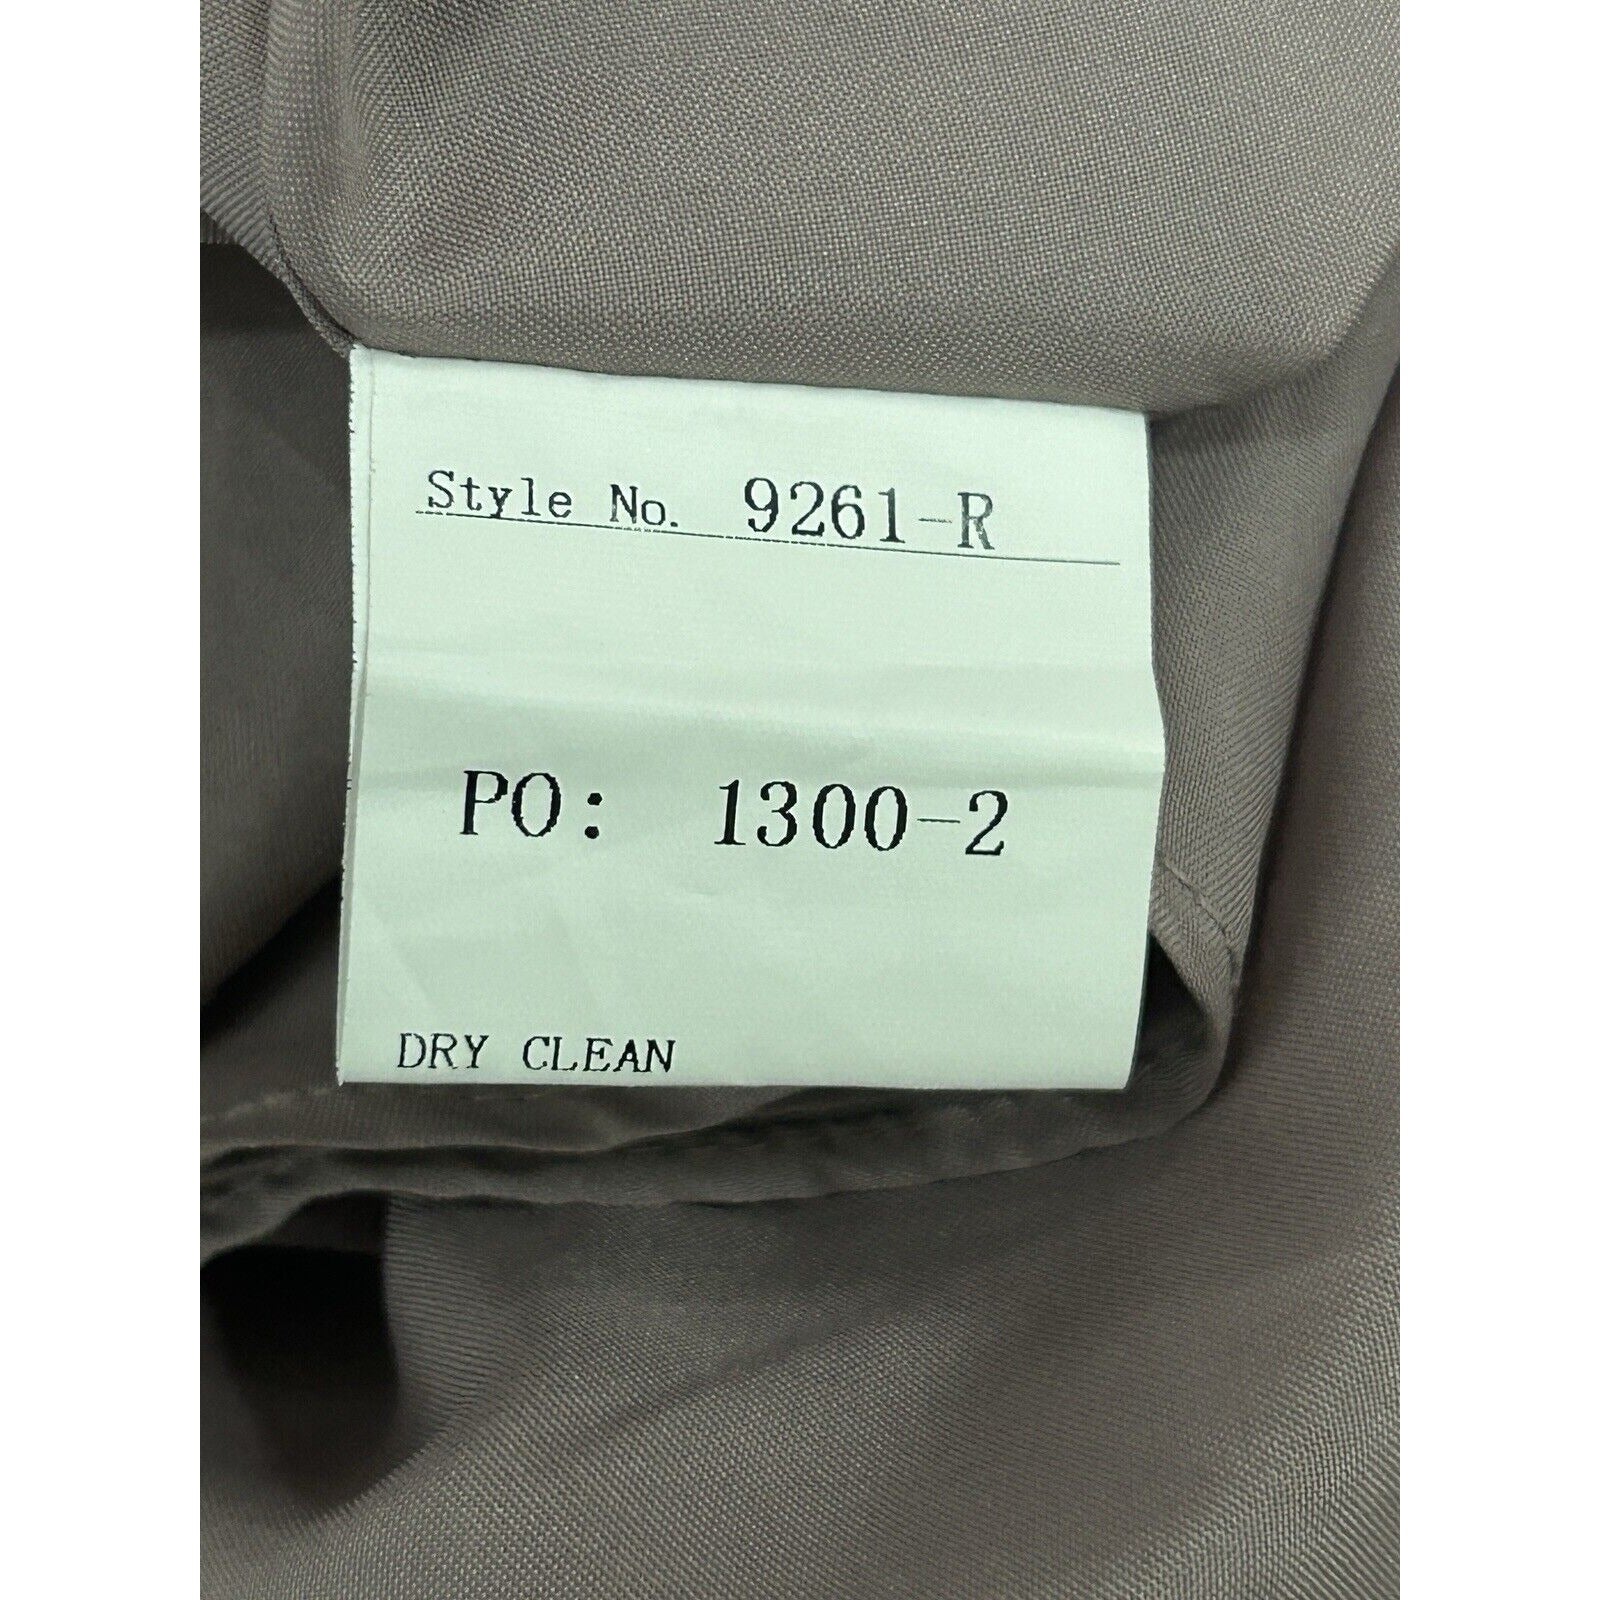 Style No. 9261-R
PO: 1300-2
DRY CLEAN